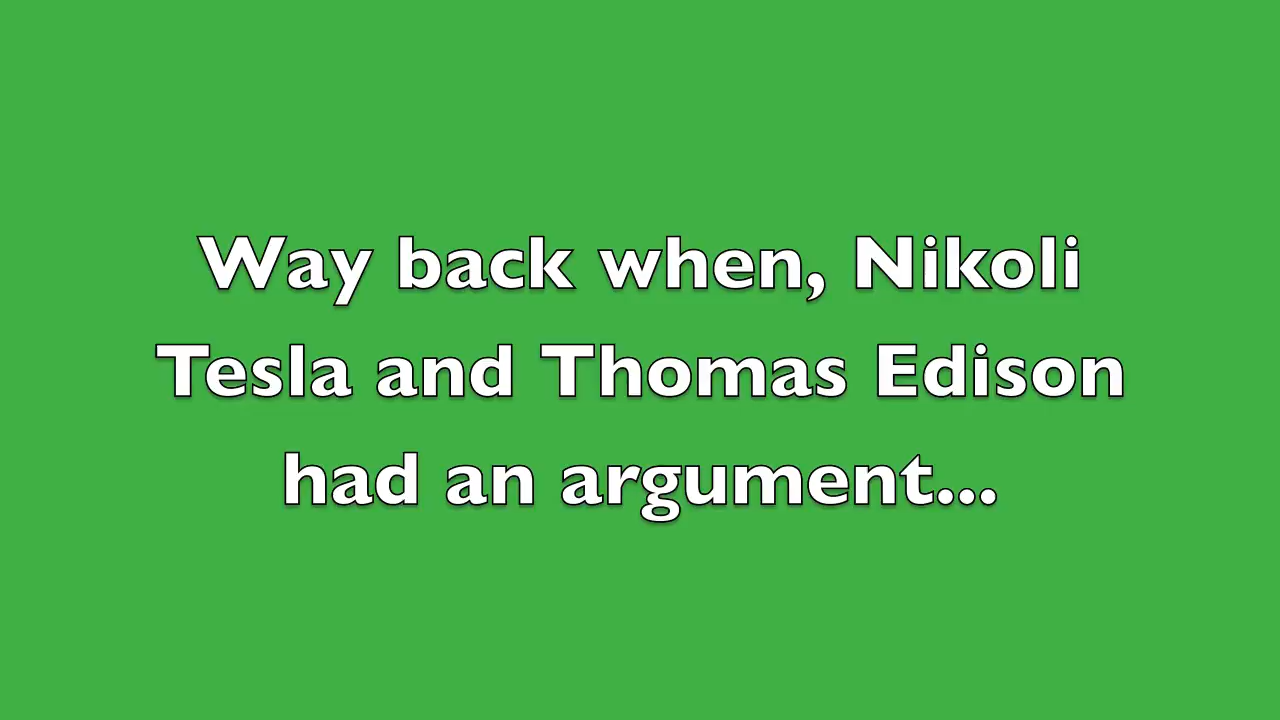 Way back when, Nikoli
Tesla and Thomas Edison
had an argument...